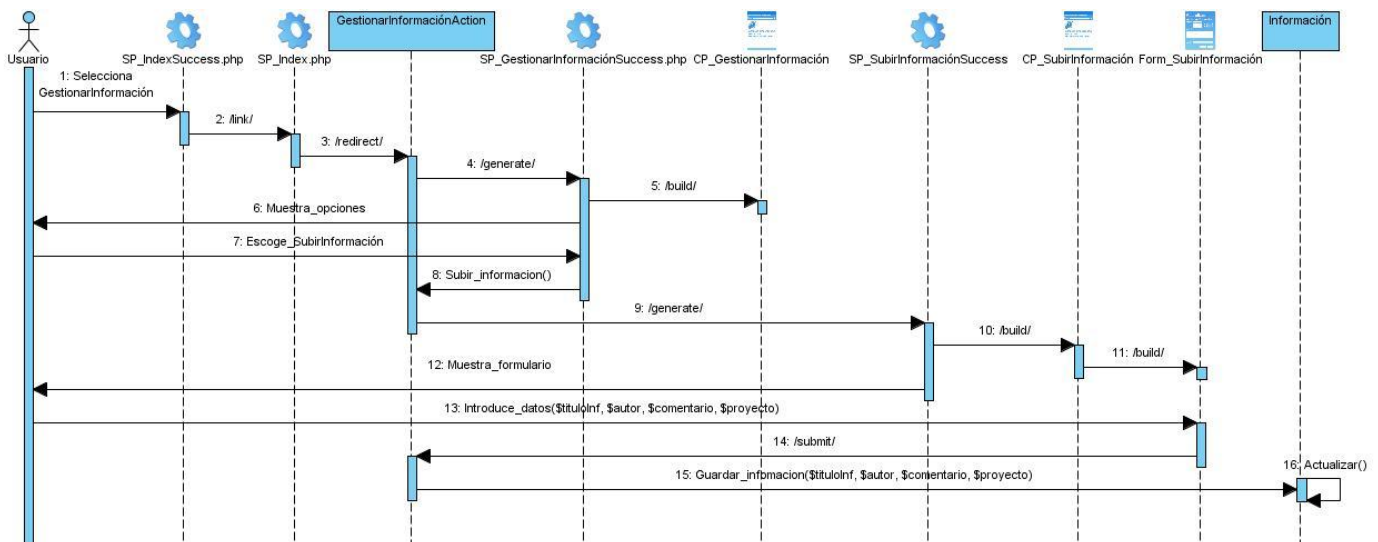 GestionarInformaciónAction
Información
Usuario
SP_IndexSuccess.php
SP_Index.php
SP_GestionarInformaciónSuccess.php
CP_GestionarInformación
SP_SubirInformaciónSuccess
CP_SubirInformación
Form_SubirInformación
1: Selecciona
GestionarInformación
2: /link/
3: /redirect/
4: /generate/
5: /build/
6: Muestra_opciones
7: Escoge_SubirInformación
8: Subir_informacion()
9: /generate/
10: /build/
11: /build/
12: Muestra_formulario
13: Introduce_datos($tituloInf, $autor, $comentario, $proyecto)
14: /submit/
15: Guardar_infomacion($tituloInf, $autor, $comentario, $proyecto)
16: Actualizar()